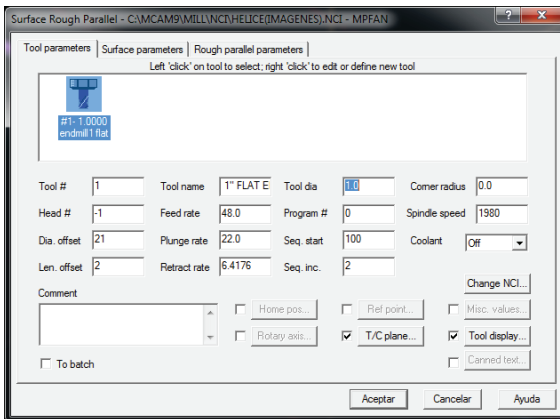 Surface Rough Parallel - C:\MCAM9\MILL\NCI\HELICE(IMAGENES).NCI - MPFAN
Tool parameters Surface parameters Rough parallel parameters
Left 'click' on tool to select; right 'click' to edit or define new tool
#1- 1.0000
endmill1 flat
Tool # 1 Tool name 1" FLAT E Tool dia 1.0 Corner radius 0.0
Head # -1 Feed rate 48.0 Program # 0 Spindle speed 1980
Dia. offset 21 Plunge rate 22.0 Seq. start 100 Coolant Off
Len. offset 2 Retract rate 6.4176 Seq. inc. 2
Change NCI...
Comment
Home pos... Ref point... Misc. values...
Rotary axis... T/C plane... Tool display...
To batch Canned text...
Aceptar Cancelar Ayuda